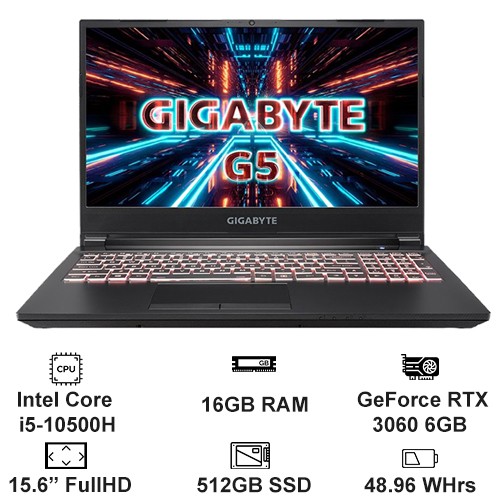 GIGABYTE
G5
GIGABYTE
CPU
GB
Intel Core
i5-10500H
16GB RAM
GeForce RTX
3060 6GB
15.6” FullHD
512GB SSD
48.96 WHrs